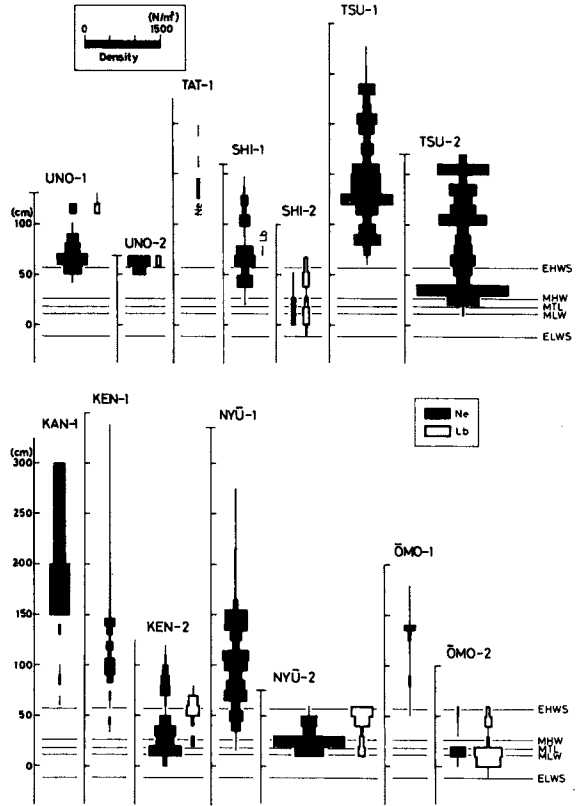 (N/m²)
0 1500
Density
TSU-1
TAT-1
TSU-2
SHI-1
UNO-1
SHI-2
UNO-2
Ne
Lb
(cm)
100
50
0
EHWS
MHW
MTL
MLW
ELWS
Ne
Lb
KEN-1
KAN-1
NYŪ-1
(cm)
300
200
150
100
50
0
ŌMO-1
KEN-2
ŌMO-2
NYŪ-2
EHWS
MHW
MTL
MLW
ELWS